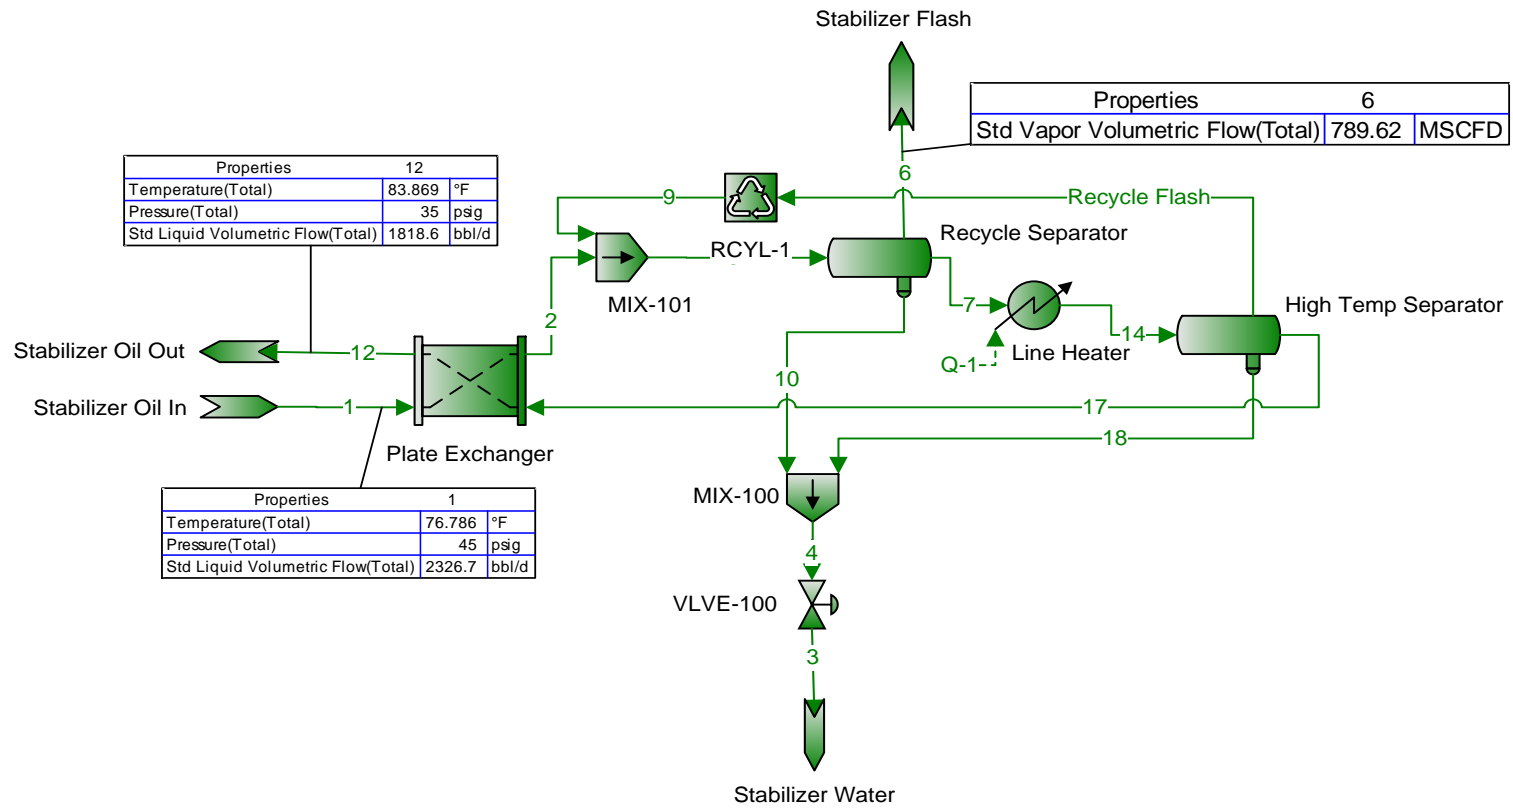 Stabilizer Flash
Properties 6
Std Vapor Volumetric Flow(Total) 789.62 MSCFD
Properties 12
Temperature(Total) 83.869 °F
Pressure(Total) 35 psig
Std Liquid Volumetric Flow(Total) 1818.6 bbl/d
6
9
Recycle Flash
RCYL-1
Recycle Separator
MIX-101
7
High Temp Separator
2
14
Line Heater
Q-1
Stabilizer Oil Out
12
10
Stabilizer Oil In
1
17
18
Plate Exchanger
Properties 1
Temperature(Total) 76.786 °F
Pressure(Total) 45 psig
Std Liquid Volumetric Flow(Total) 2326.7 bbl/d
MIX-100
4
VLVE-100
3
Stabilizer Water